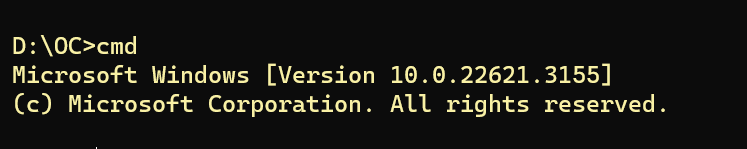 D:\OC>cmd
Microsoft Windows [Version 10.0.22621.3155]
(c) Microsoft Corporation. All rights reserved.